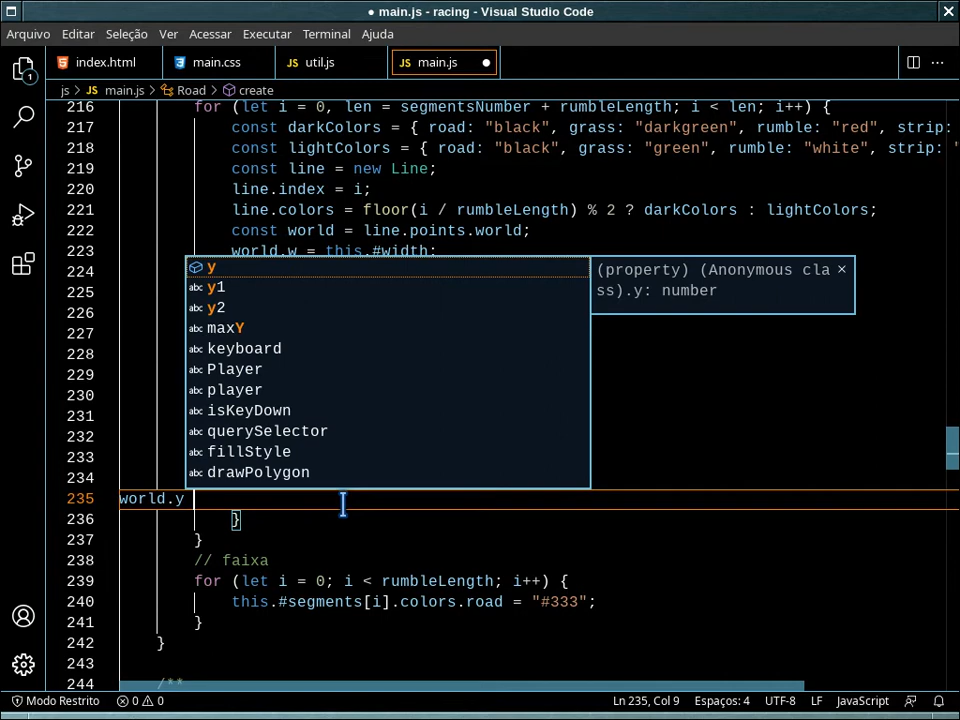 ● main.js - racing - Visual Studio Code
Arquivo Editar Seleção Ver Acessar Executar Terminal Ajuda
index.html main.css JS util.js JS main.js ●
js > JS main.js > Road > create
216 for (let i = 0, len = segmentsNumber + rumbleLength; i < len; i++) {
217 const darkColors = { road: "black", grass: "darkgreen", rumble: "red", strip:
218 const lightColors = { road: "black", grass: "green", rumble: "white", strip: "
219 const line = new Line;
220 line.index = i;
221 line.colors = floor(i / rumbleLength) % 2 ? darkColors : lightColors;
222 const world = line.points.world;
223 world.w = this.#width;
224
225
226
227
228
229
230
231
232
233
234
y
y1
y2
maxY
keyboard
Player
player
isKeyDown
querySelector
fillStyle
drawPolygon
(property) (Anonymous cla
ss).y: number
235 world.y
236 }
237 }
238 // faixa
239 for (let i = 0; i < rumbleLength; i++) {
240 this.#segments[i].colors.road = "#333";
241 }
242 }
243
244 /**
Modo Restrito 0 0 Ln 235, Col 9 Espaços: 4 UTF-8 LF JavaScript